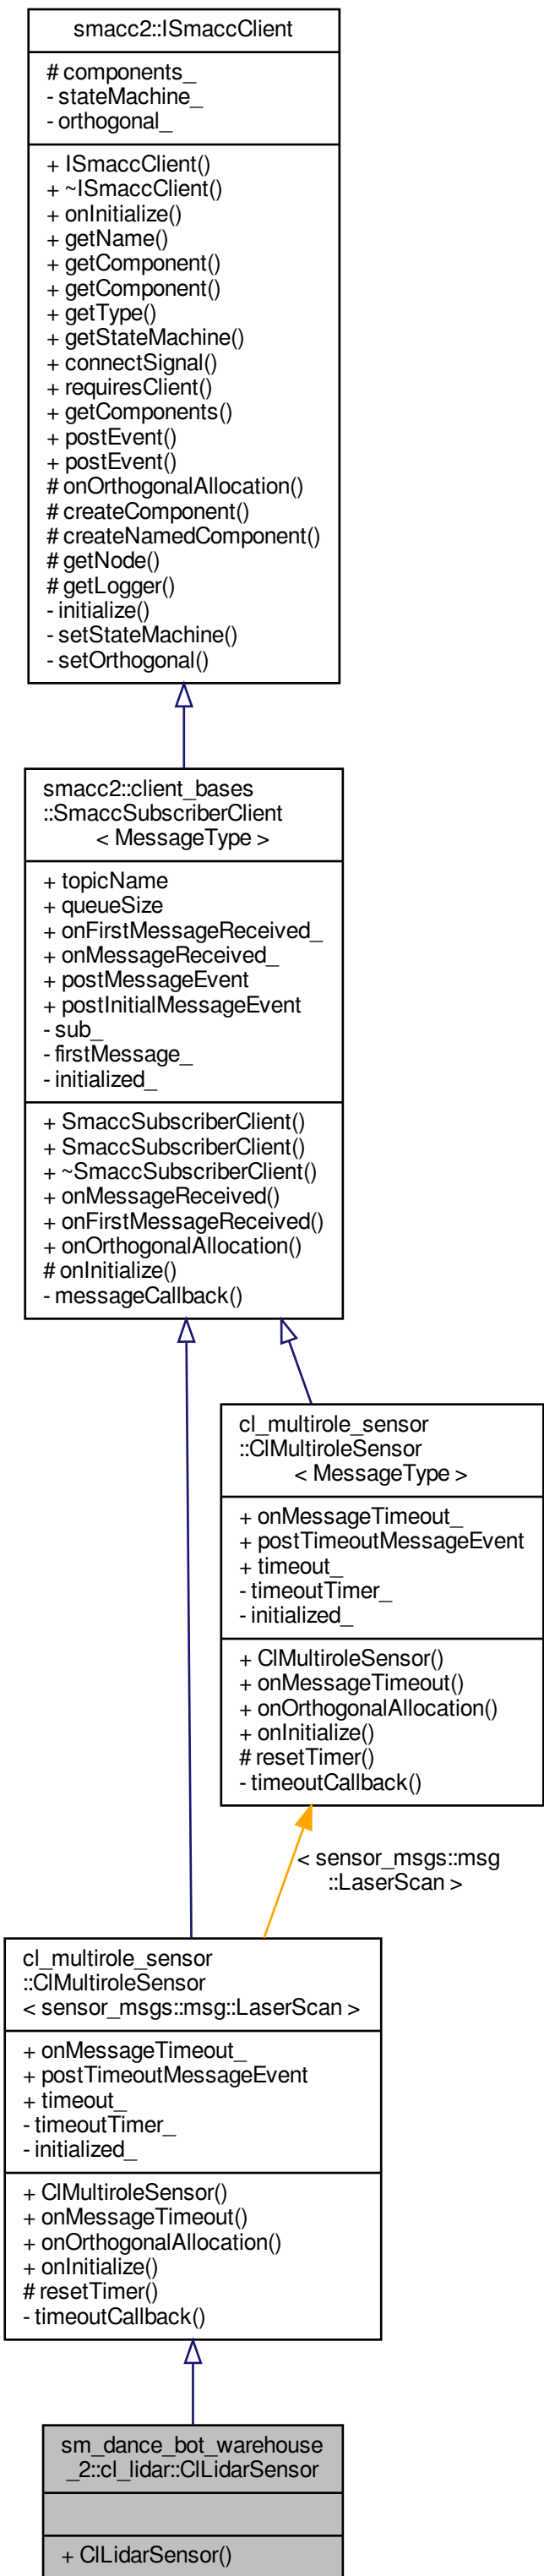 smacc2::ISmaccClient
# components_
- stateMachine_
- orthogonal_
+ ISmaccClient()
+ ~ISmaccClient()
+ onInitialize()
+ getName()
+ getComponent()
+ getComponent()
+ getType()
+ getStateMachine()
+ connectSignal()
+ requiresClient()
+ getComponents()
+ postEvent()
+ postEvent()
# onOrthogonalAllocation()
# createComponent()
# createNamedComponent()
# getNode()
# getLogger()
- initialize()
- setStateMachine()
- setOrthogonal()
smacc2::client_bases
::SmaccSubscriberClient
< MessageType >
+ topicName
+ queueSize
+ onFirstMessageReceived_
+ onMessageReceived_
+ postMessageEvent
+ postInitialMessageEvent
- sub_
- firstMessage_
- initialized_
+ SmaccSubscriberClient()
+ SmaccSubscriberClient()
+ ~SmaccSubscriberClient()
+ onMessageReceived()
+ onFirstMessageReceived()
+ onOrthogonalAllocation()
# onInitialize()
- messageCallback()
cl_multirole_sensor
::ClMultiroleSensor
< MessageType >
+ onMessageTimeout_
+ postTimeoutMessageEvent
+ timeout_
- timeoutTimer_
- initialized_
+ ClMultiroleSensor()
+ onMessageTimeout()
+ onOrthogonalAllocation()
+ onInitialize()
# resetTimer()
- timeoutCallback()
< sensor_msgs::msg
::LaserScan >
cl_multirole_sensor
::ClMultiroleSensor
< sensor_msgs::msg::LaserScan >
+ onMessageTimeout_
+ postTimeoutMessageEvent
+ timeout_
- timeoutTimer_
- initialized_
+ ClMultiroleSensor()
+ onMessageTimeout()
+ onOrthogonalAllocation()
+ onInitialize()
# resetTimer()
- timeoutCallback()
sm_dance_bot_warehouse
_2::cl_lidar::ClLidarSensor
+ ClLidarSensor()